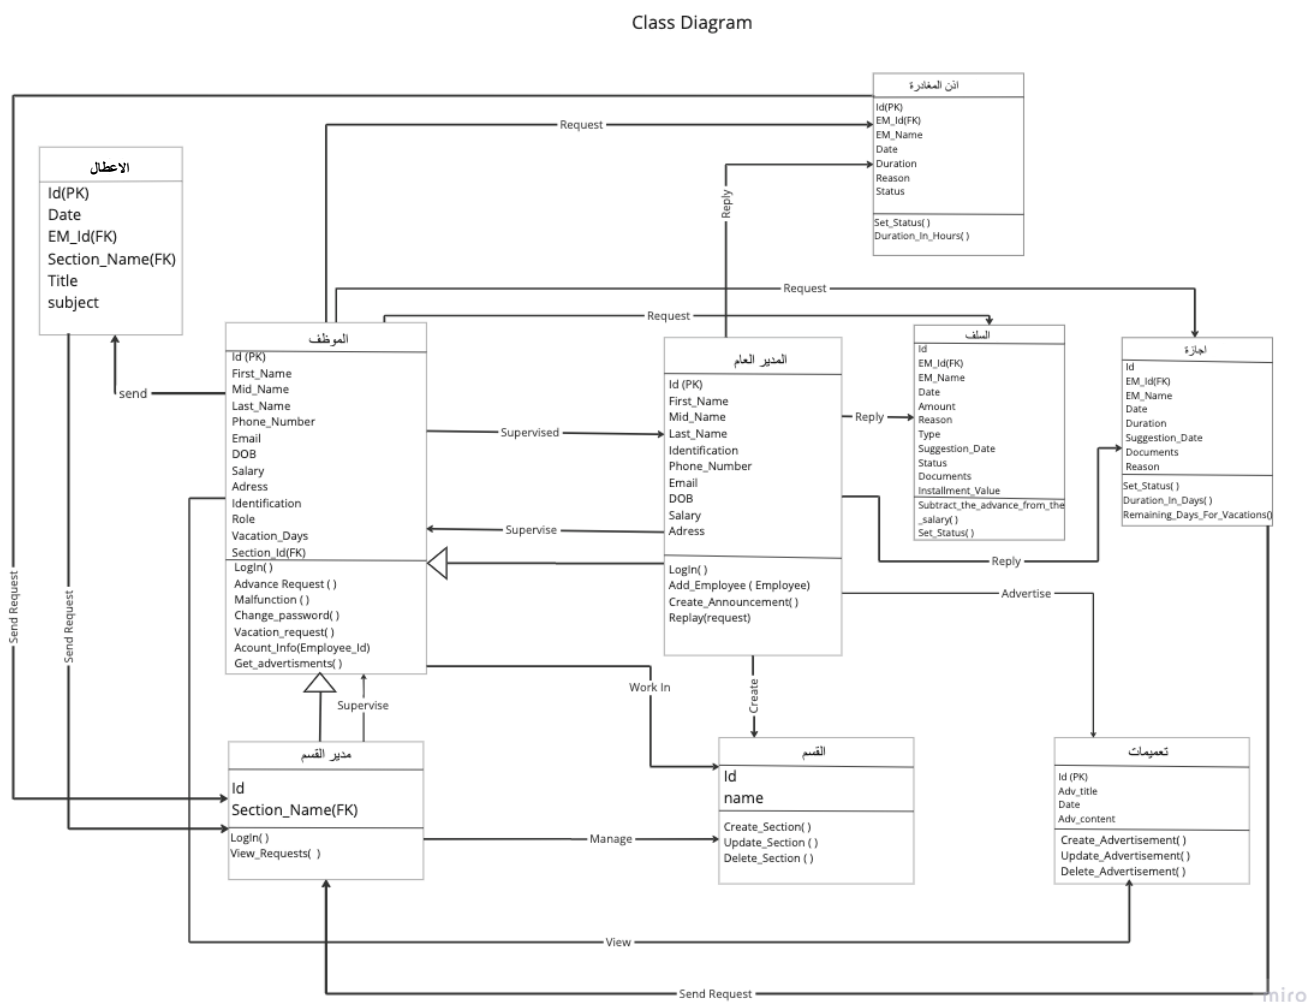 Class Diagram
اذن المغادرة
Id(PK)
EM_Id(FK)
EM_Name
Date
Duration
Reason
Status
Set_Status( )
Duration_In_Hours( )
Request
Reply
الاعطال
Id(PK)
Date
EM_Id(FK)
Section_Name(FK)
Title
subject
send
Request
Request
الموظف
Id (PK)
First_Name
Mid_Name
Last_Name
Phone_Number
Email
DOB
Salary
Adress
Identification
Role
Vacation_Days
Section_Id(FK)
LogIn( )
Advance Request ( )
Malfunction ( )
Change_password( )
Vacation_request( )
Acount_Info(Employee_Id)
Get_advertisments( )
Supervised
Supervise
المدير العام
Id (PK)
First_Name
Mid_Name
Last_Name
Identification
Phone_Number
Email
DOB
Salary
Adress
LogIn( )
Add_Employee ( Employee)
Create_Announcement( )
Replay(request)
Reply
السلف
Id
EM_Id(FK)
EM_Name
Date
Amount
Reason
Type
Suggestion_Date
Status
Documents
Installment_Value
Subtract_the_advance_from_the
_salary( )
Set_Status( )
اجازة
Id
EM_Id(FK)
EM_Name
Date
Duration
Suggestion_Date
Documents
Reason
Set_Status( )
Duration_In_Days( )
Remaining_Days_For_Vacations()
Reply
Advertise
Send Request
Send Request
Supervise
Work In
Create
مدير القسم
Id
Section_Name(FK)
LogIn( )
View_Requests( )
Manage
القسم
Id
name
Create_Section( )
Update_Section ( )
Delete_Section ( )
تعميمات
Id (PK)
Adv_title
Date
Adv_content
Create_Advertisement( )
Update_Advertisement( )
Delete_Advertisement( )
View
Send Request
miro